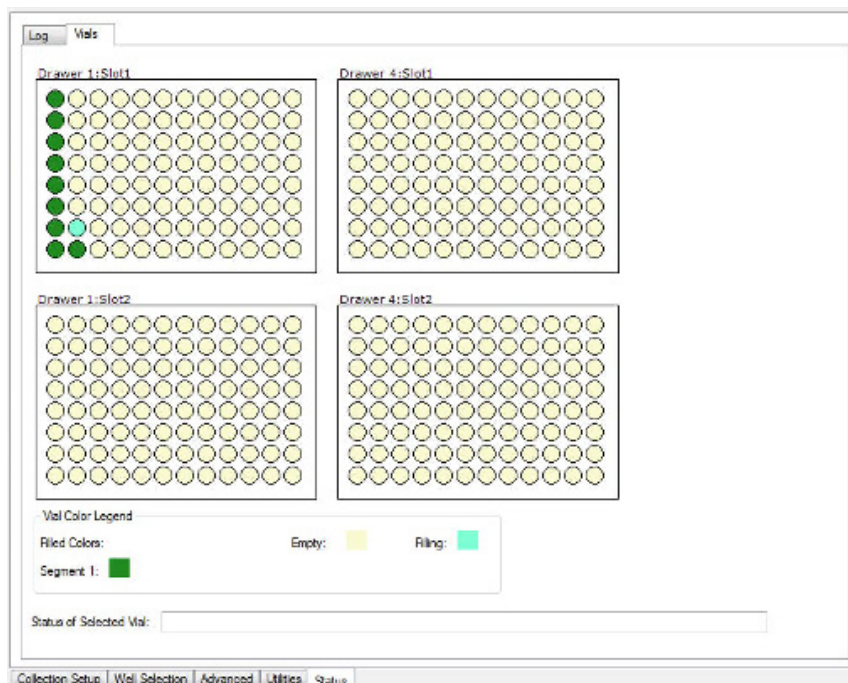 Log Vials
Drawer 1:Slot1 Drawer 4:Slot1
Drawer 1:Slot2 Drawer 4:Slot2
Vial Color Legend
Filled Colors: Empty: Filling:
Segment 1:
Status of Selected Vial:
Collection Setup Well Selection Advanced Utilities Status